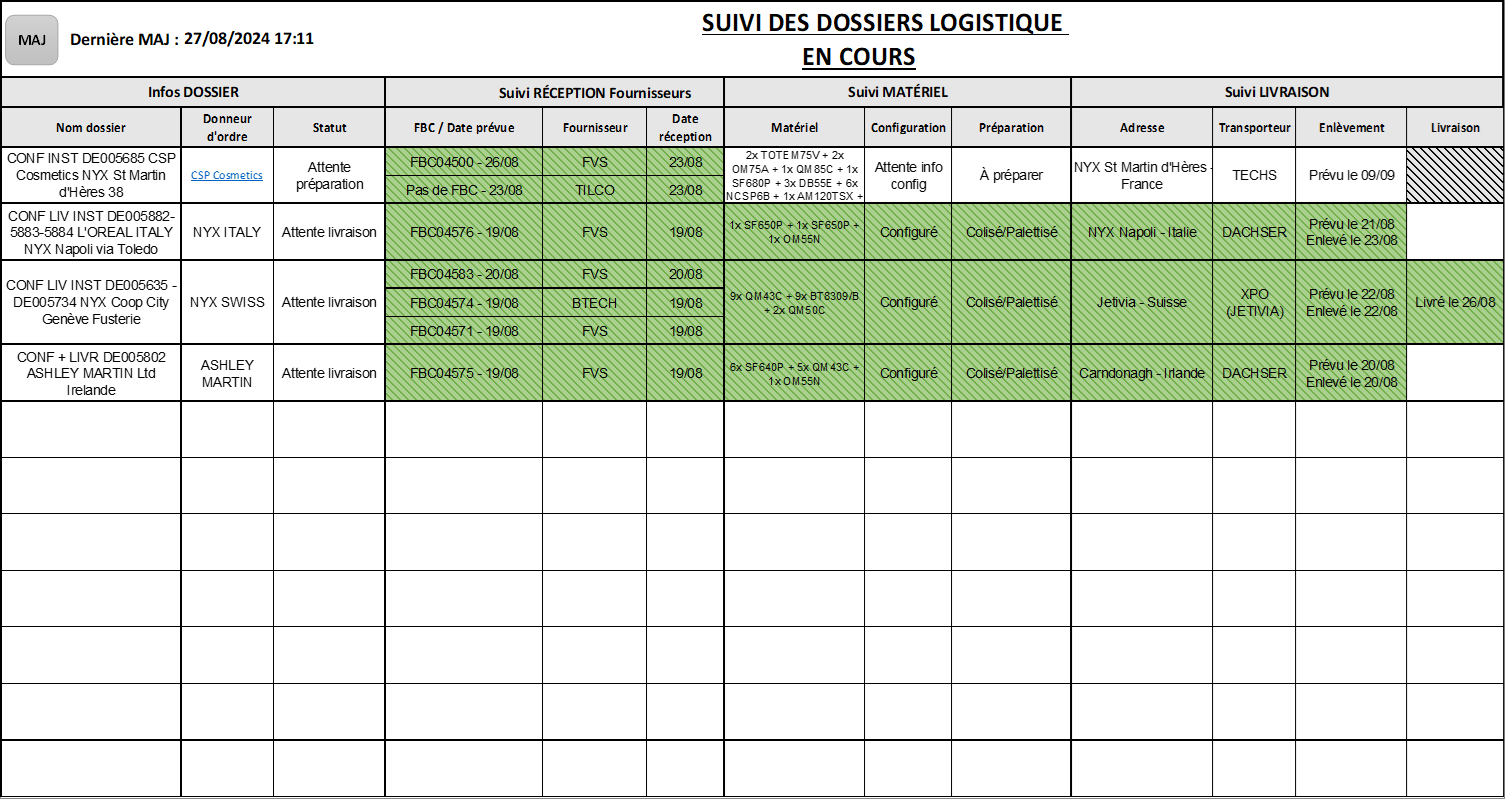 MAJ
Dernière MAJ : 27/08/2024 17:11
SUIVI DES DOSSIERS LOGISTIQUE
EN COURS
Infos DOSSIER
Suivi RÉCEPTION Fournisseurs
Suivi MATÉRIEL
Suivi LIVRAISON
Nom dossier
Donneur
d'ordre
Statut
FBC / Date prévue
Fournisseur
Date
réception
Matériel
Configuration
Préparation
Adresse
Transporteur
Enlèvement
Livraison
CONF INST DE005685 CSP
Cosmetics NYX St Martin
d'Hères 38
CSP Cosmetics
Attente
préparation
FBC04500 - 26/08
FVS
23/08
Pas de FBC - 23/08
TILCO
23/08
2x TOTEM75V + 2x
OM75A + 1x QM85C + 1x
SF680P + 3x DB55E + 6x
NCSP6B + 1x AM120TSX +
Attente info
config
À préparer
NYX St Martin d'Hères -
France
TECHS
Prévu le 09/09
CONF LIV INST DE005882-
5883-5884 L'OREAL ITALY
NYX Napoli via Toledo
NYX ITALY
Attente livraison
FBC04576 - 19/08
FVS
19/08
1x SF650P + 1x SF650P +
1x OM55N
Configuré
Colisé/Palettisé
NYX Napoli - Italie
DACHSER
Prévu le 21/08
Enlevé le 23/08
CONF LIV INST DE005635 -
DE005734 NYX Coop City
Genève Fusterie
NYX SWISS
Attente livraison
FBC04583 - 20/08
FVS
20/08
FBC04574 - 19/08
BTECH
19/08
FBC04571 - 19/08
FVS
19/08
9x QM43C + 9x BT8309/B
+ 2x QM50C
Configuré
Colisé/Palettisé
Jetivia - Suisse
XPO
(JETIVIA)
Prévu le 22/08
Enlevé le 22/08
Livré le 26/08
CONF + LIVR DE005802
ASHLEY MARTIN Ltd
Irelande
ASHLEY
MARTIN
Attente livraison
FBC04575 - 19/08
FVS
19/08
6x SF640P + 5x QM43C +
1x OM55N
Configuré
Colisé/Palettisé
Carndonagh - Irlande
DACHSER
Prévu le 20/08
Enlevé le 20/08